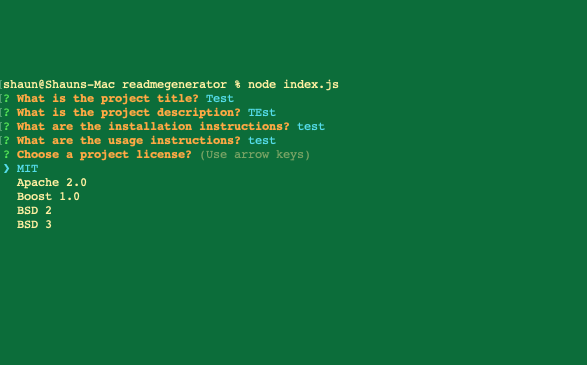 [shaun@Shauns-Mac readmegenerator % node index.js
[? What is the project title? Test
[? What is the project description? TEst
[? What are the installation instructions? test
[? What are the usage instructions? test
? Choose a project license? (Use arrow keys)
❯ MIT
Apache 2.0
Boost 1.0
BSD 2
BSD 3